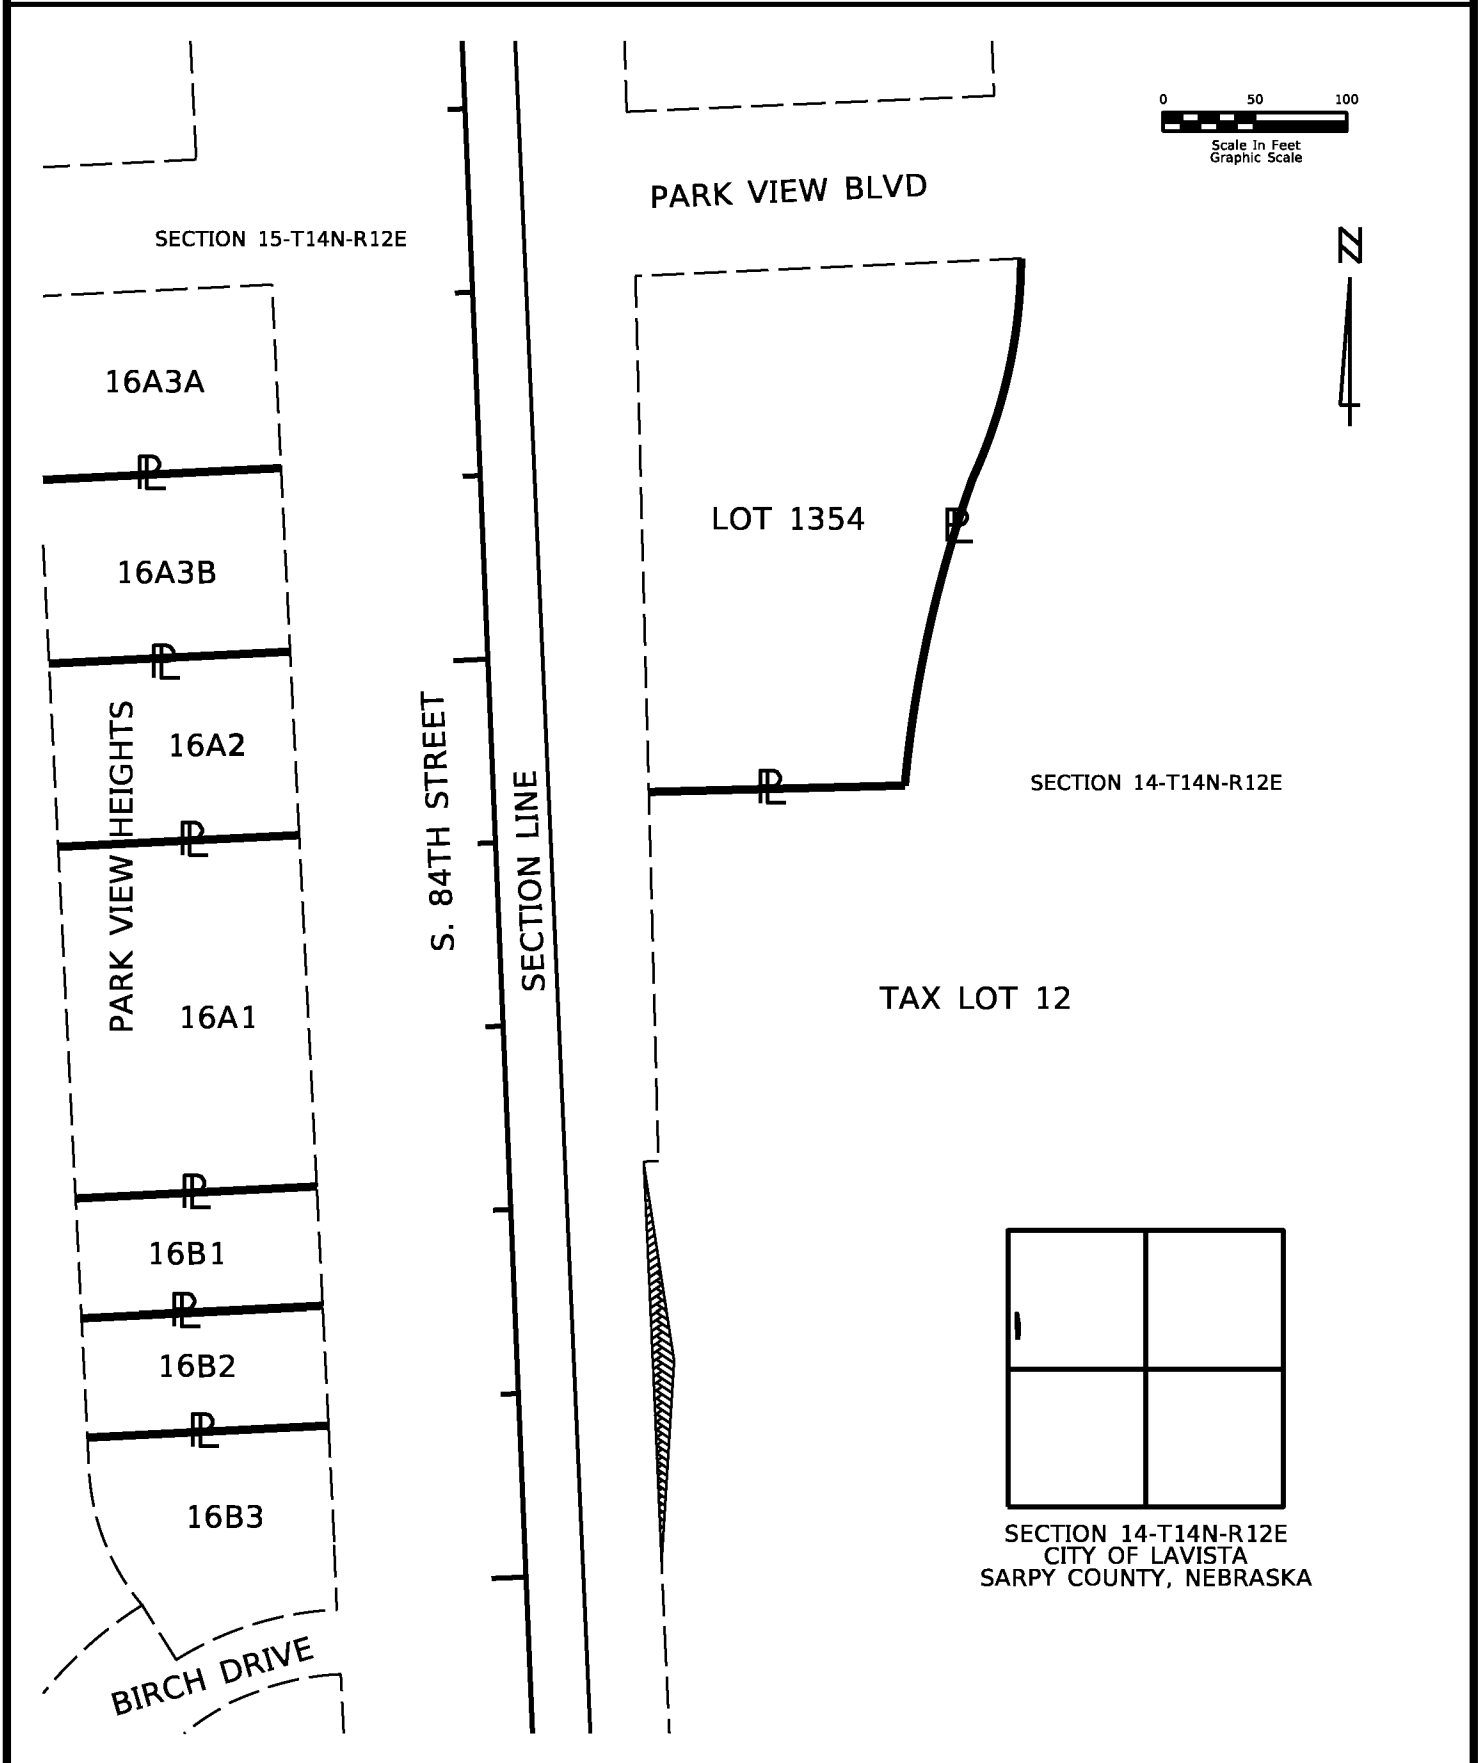 0 50 100
Scale In Feet
Graphic Scale
PARK VIEW BLVD
SECTION 15-T14N-R12E
N
16A3A
PL
16A3B
LOT 1354
PL
PL
16A2
PARK VIEW HEIGHTS
S. 84TH STREET
SECTION LINE
PL
SECTION 14-T14N-R12E
PL
16A1
TAX LOT 12
PL
16B1
PL
16B2
PL
16B3
SECTION 14-T14N-R12E
CITY OF LAVISTA
SARPY COUNTY, NEBRASKA
BIRCH DRIVE